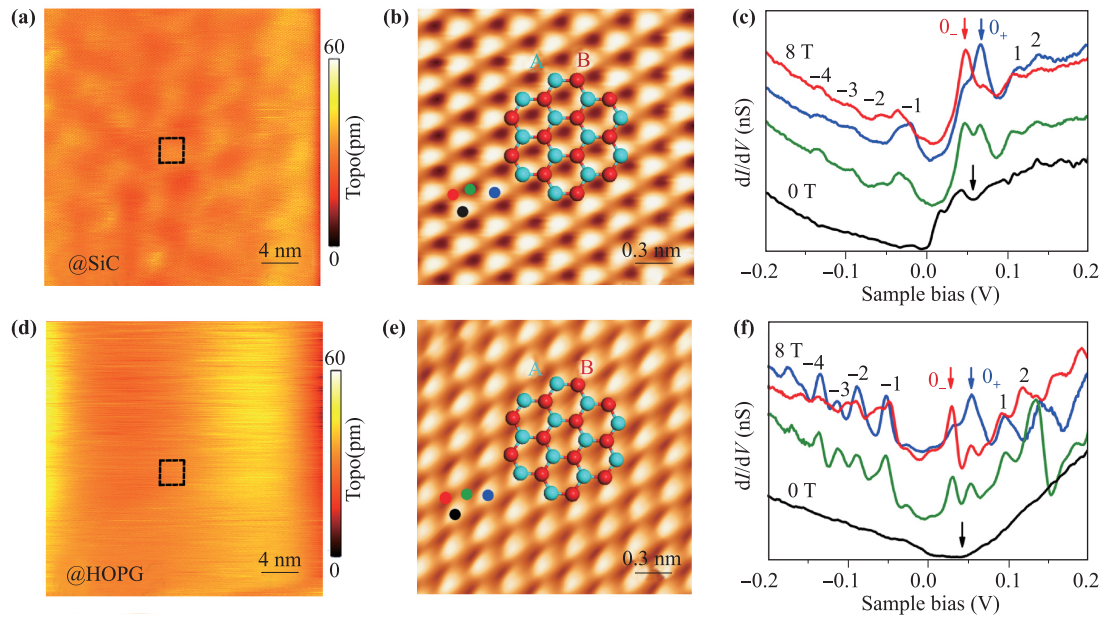 (a)
60
Topo(pm)
0
@SiC
4 nm
(b)
A B
0.3 nm
(c)
0₋ 0₊
8 T
1 2
−4 −3 −2 −1
0 T
dI/dV (nS)
−0.2 −0.1 0.0 0.1 0.2
Sample bias (V)
(d)
60
Topo(pm)
0
@HOPG
4 nm
(e)
A B
0.3 nm
(f)
8 T
−4 −3 −2 −1
0₋ 0₊
1 2
0 T
dI/dV (nS)
−0.2 −0.1 0.0 0.1 0.2
Sample bias (V)